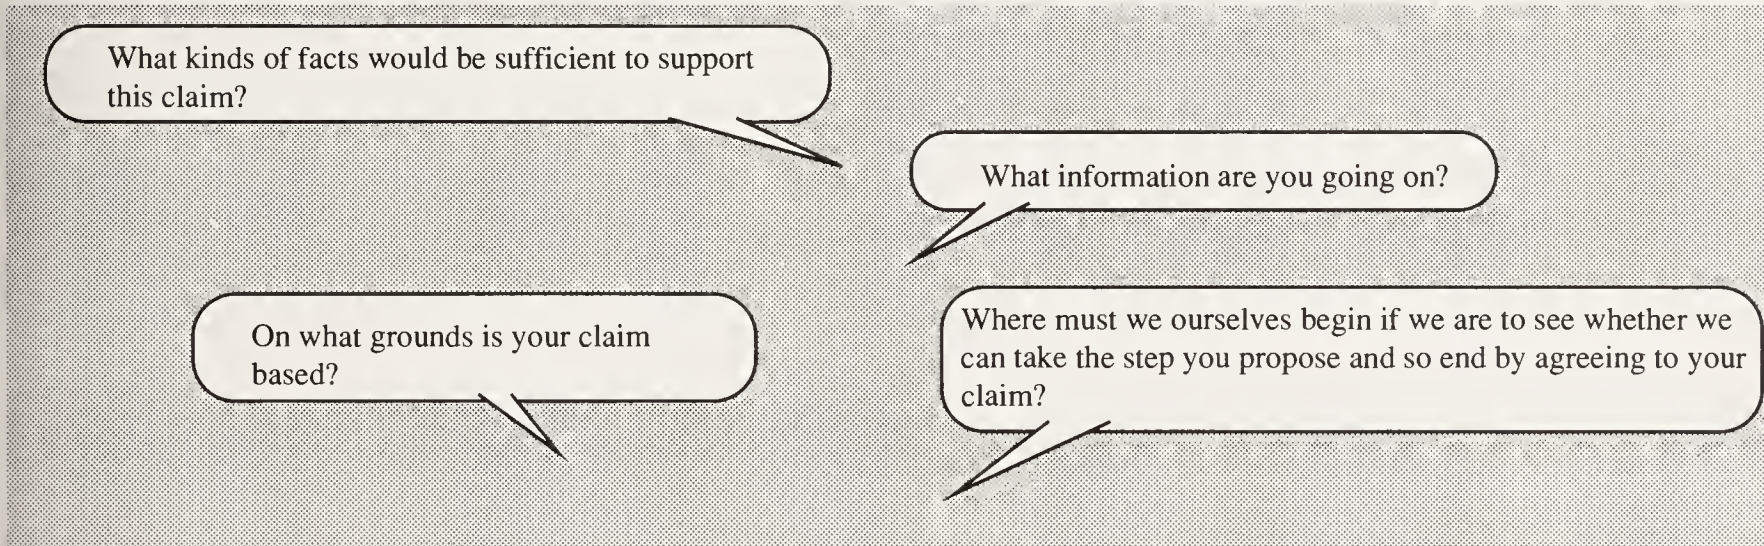 What kinds of facts would be sufficient to support
this claim?
What information are you going on?
On what grounds is your claim
based?
Where must we ourselves begin if we are to see whether we
can take the step you propose and so end by agreeing to your
claim?